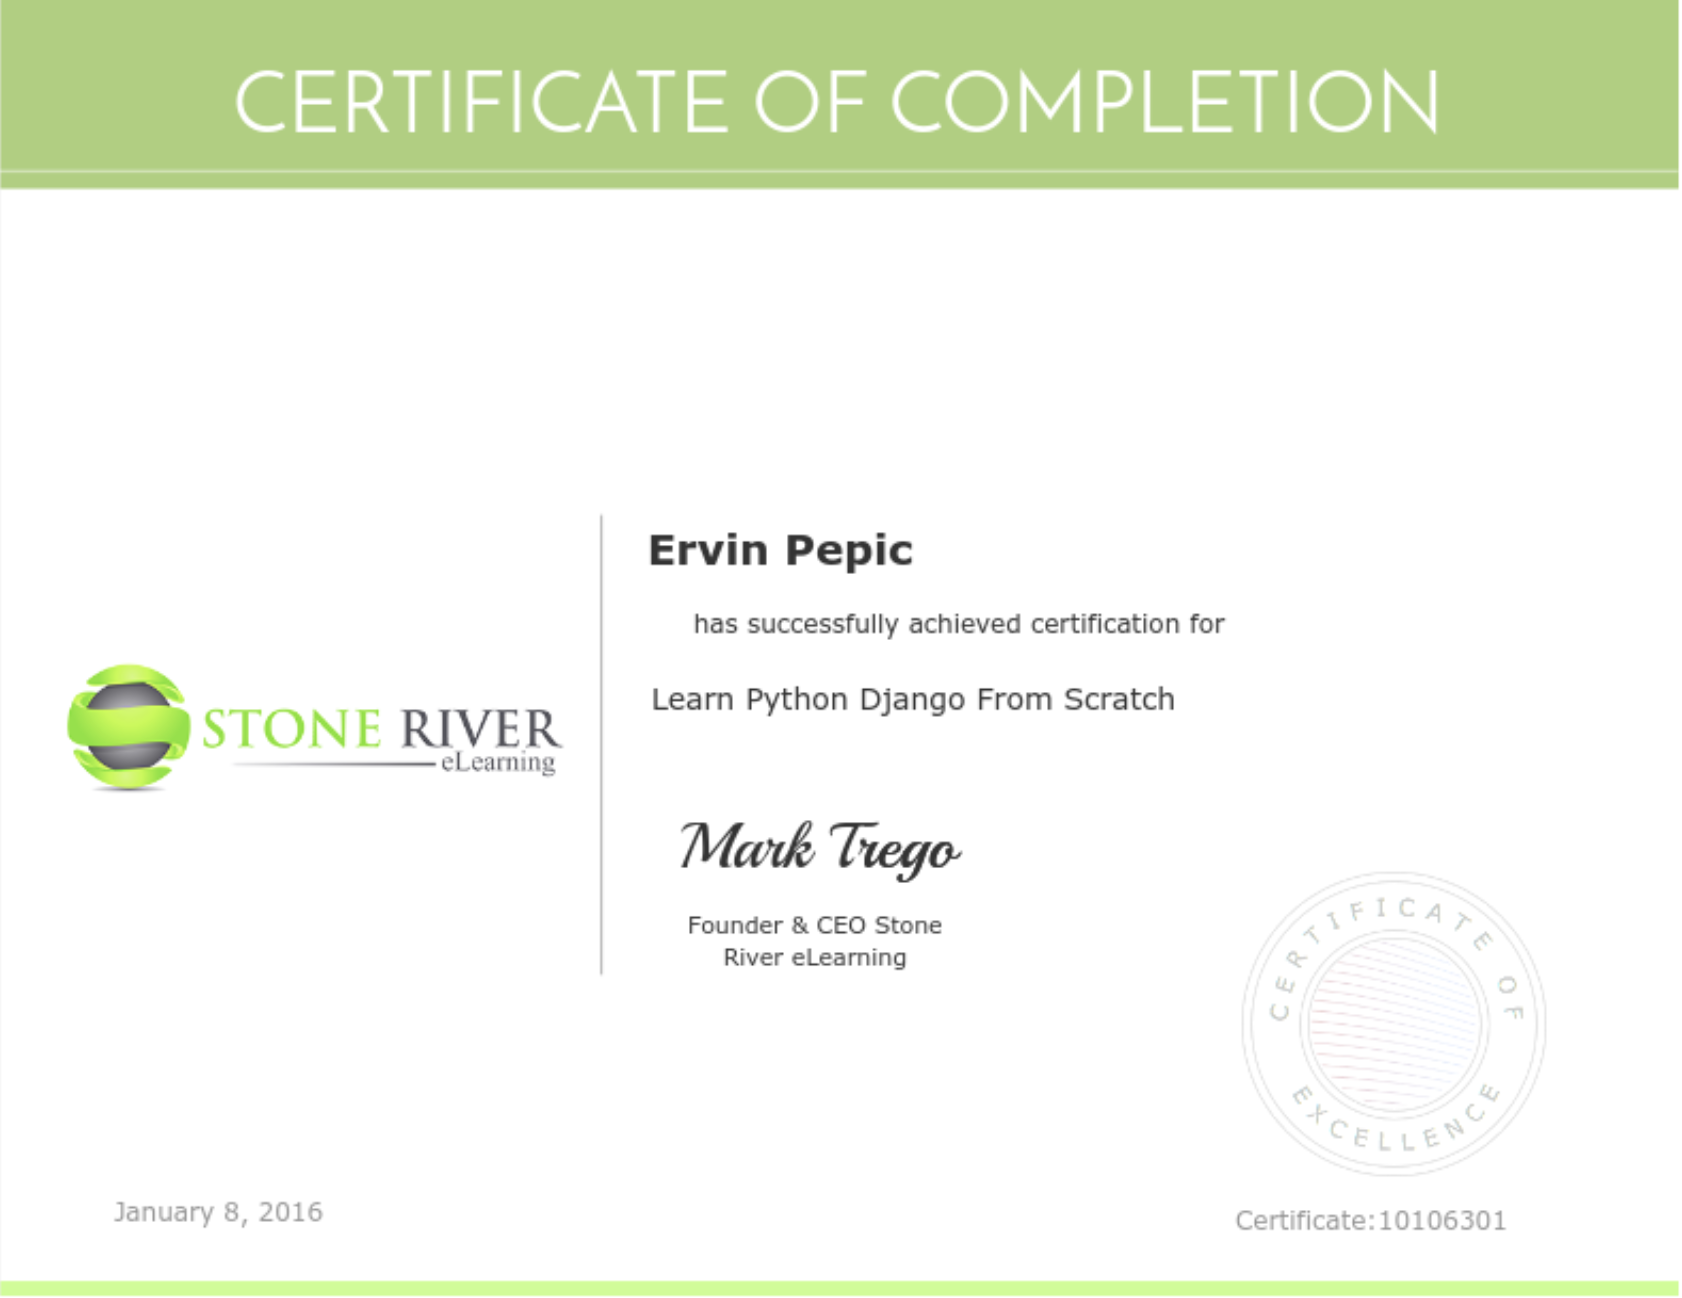 CERTIFICATE OF COMPLETION
Ervin Pepic
has successfully achieved certification for
Learn Python Django From Scratch
STONE RIVER
eLearning
Mark Trego
Founder & CEO Stone
River eLearning
CERTIFICATE OF
EXCELLENCE
January 8, 2016
Certificate:10106301